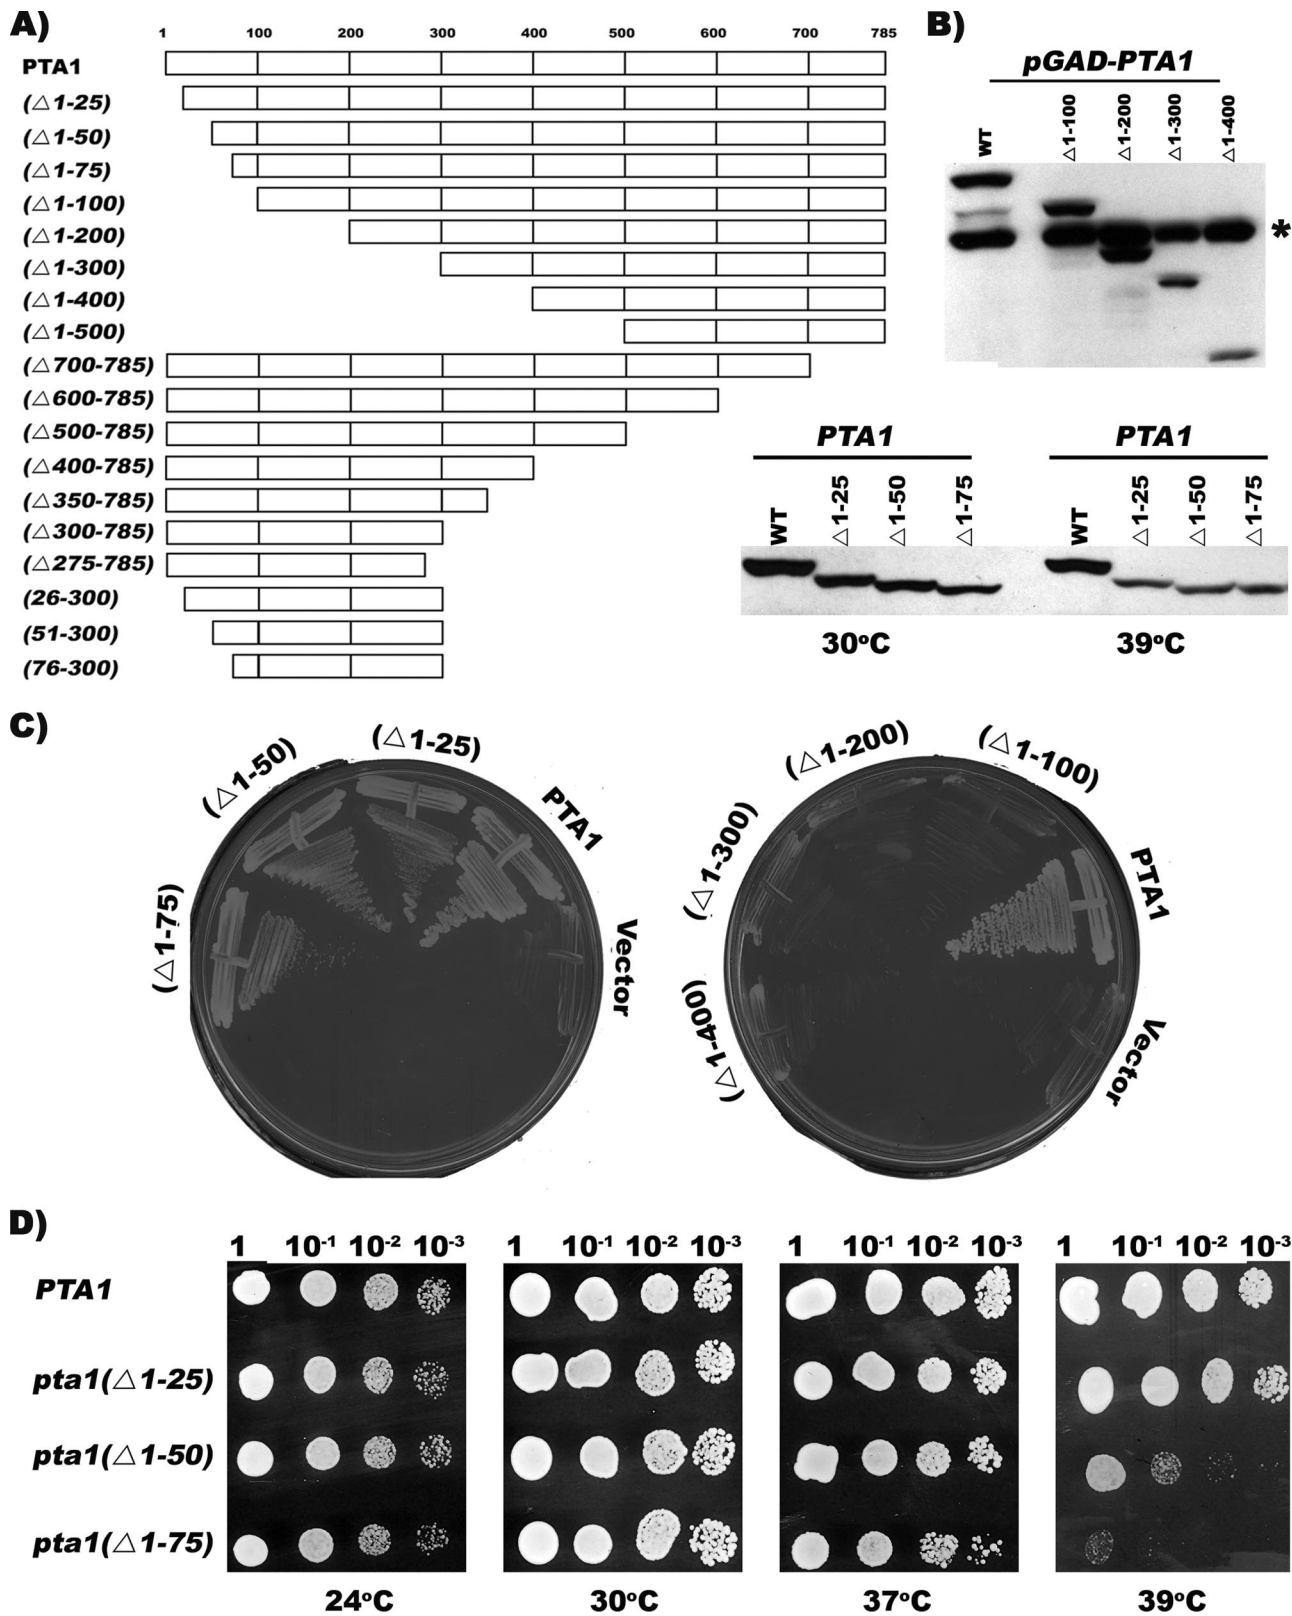 A)
1 100 200 300 400 500 600 700 785
PTA1
(△1-25)
(△1-50)
(△1-75)
(△1-100)
(△1-200)
(△1-300)
(△1-400)
(△1-500)
(△700-785)
(△600-785)
(△500-785)
(△400-785)
(△350-785)
(△300-785)
(△275-785)
(26-300)
(51-300)
(76-300)
B)
pGAD-PTA1
WT △1-100 △1-200 △1-300 △1-400
*
PTA1 PTA1
WT △1-25 △1-50 △1-75 WT △1-25 △1-50 △1-75
30ºC 39ºC
C)
(△1-75) (△1-50) (△1-25) PTA1 Vector
(△1-400) (△1-300) (△1-200) (△1-100) PTA1 Vector
D)
1 10⁻¹ 10⁻² 10⁻³ 1 10⁻¹ 10⁻² 10⁻³ 1 10⁻¹ 10⁻² 10⁻³ 1 10⁻¹ 10⁻² 10⁻³
PTA1
pta1(△1-25)
pta1(△1-50)
pta1(△1-75)
24ºC 30ºC 37ºC 39ºC